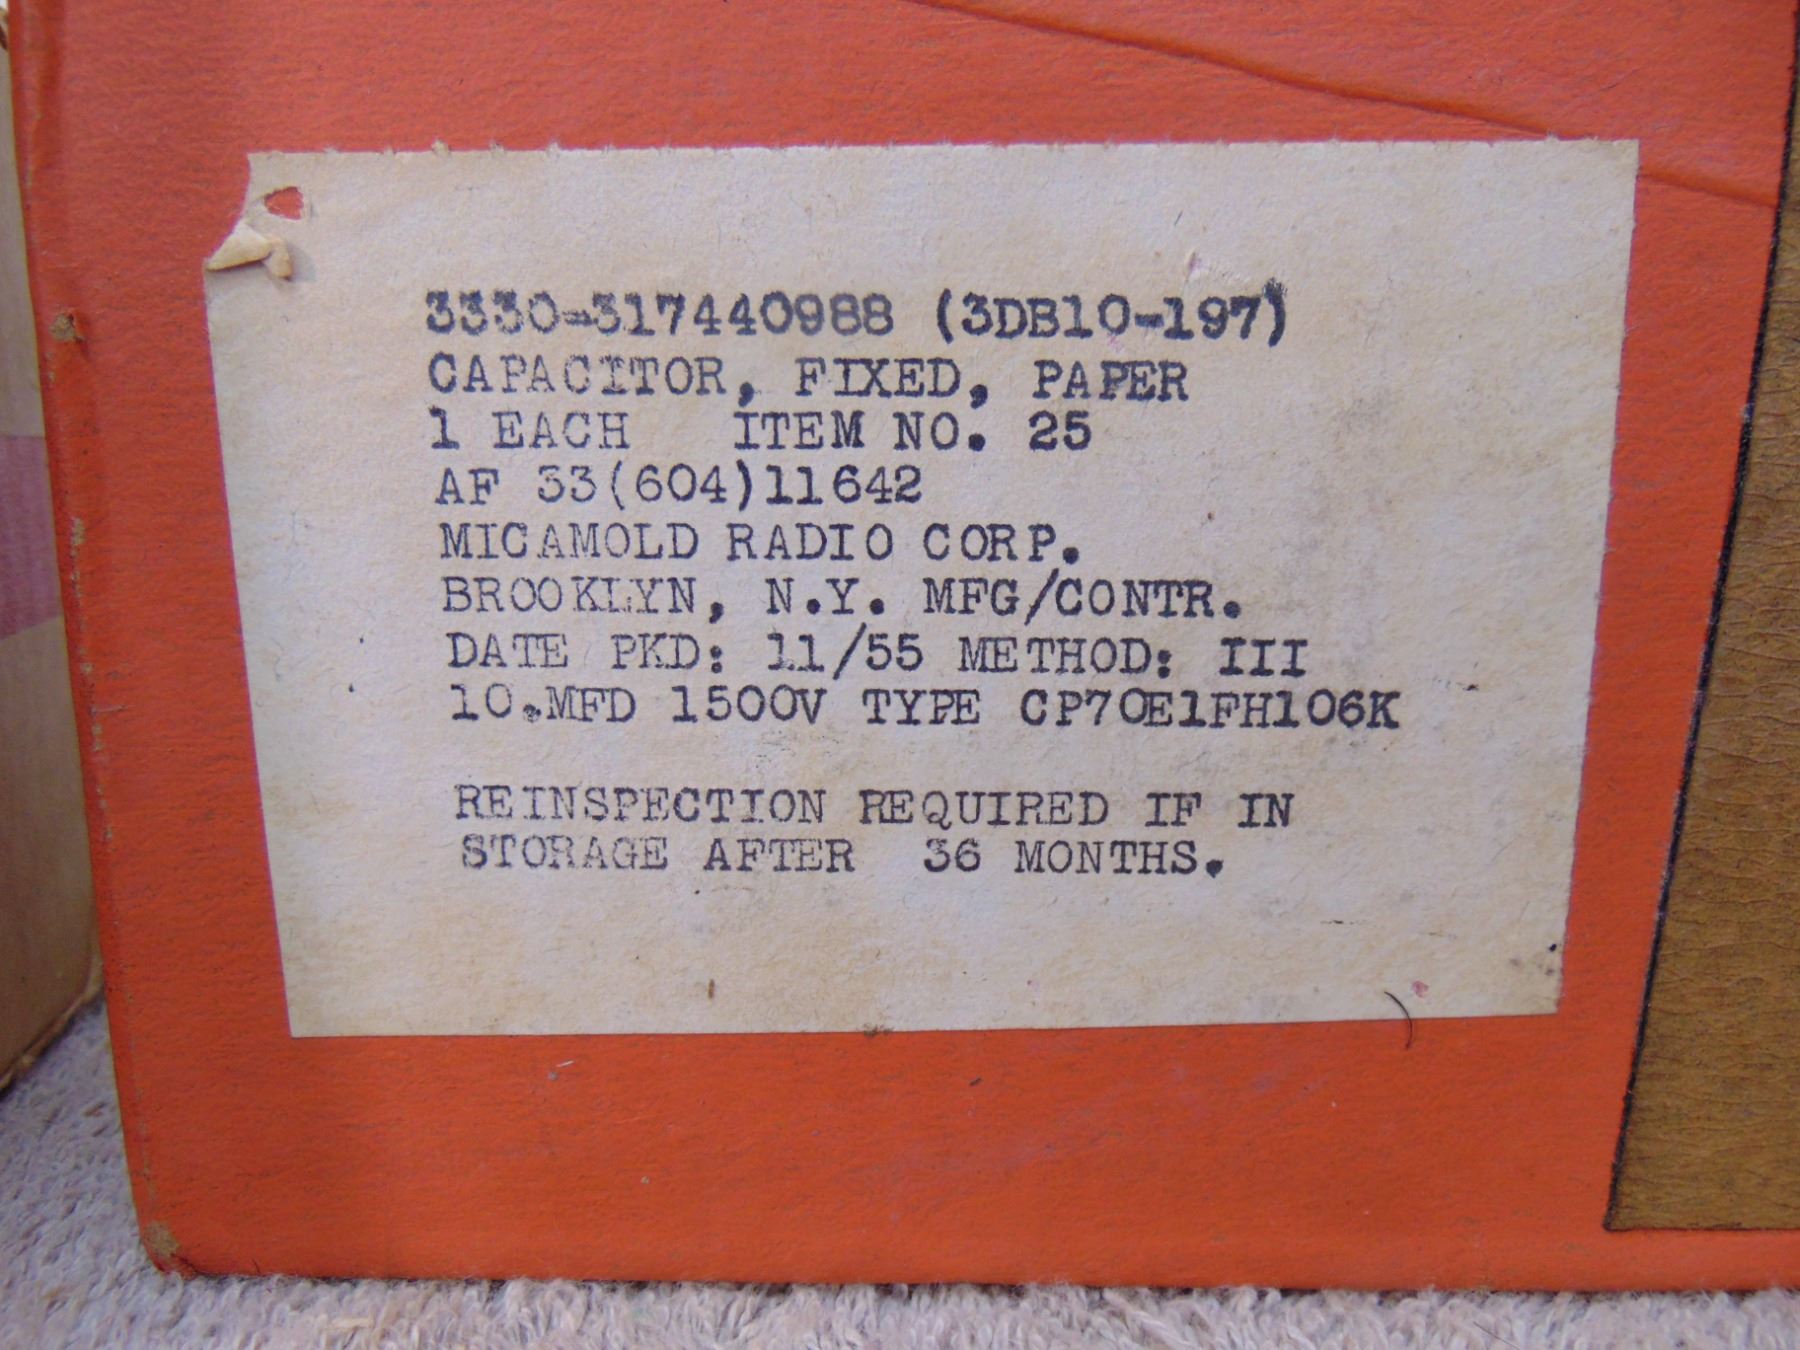 3330-317440988 (3DB10-197)
CAPACITOR, FIXED, PAPER
1 EACH ITEM NO. 25
AF 33(604)11642
MICAMOLD RADIO CORP.
BROOKLYN, N.Y. MFG/CONTR.
DATE PKD: 11/55 METHOD: III
10.MFD 1500V TYPE CP70E1FH106K
REINSPECTION REQUIRED IF IN
STORAGE AFTER 36 MONTHS.